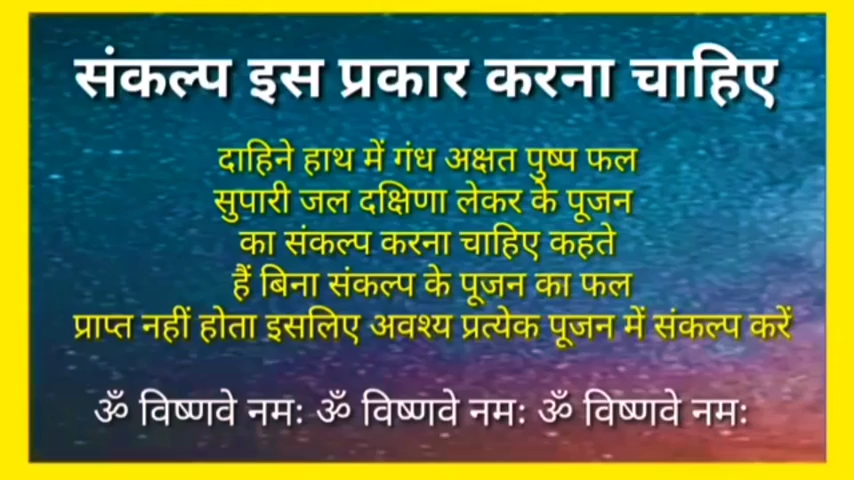 संकल्प इस प्रकार करना चाहिए
दाहिने हाथ में गंध अक्षत पुष्प फल
सुपारी जल दक्षिणा लेकर के पूजन
का संकल्प करना चाहिए कहते
हैं बिना संकल्प के पूजन का फल
प्राप्त नहीं होता इसलिए अवश्य प्रत्येक पूजन में संकल्प करें
ॐ विष्णवे नमः ॐ विष्णवे नमः ॐ विष्णवे नमः